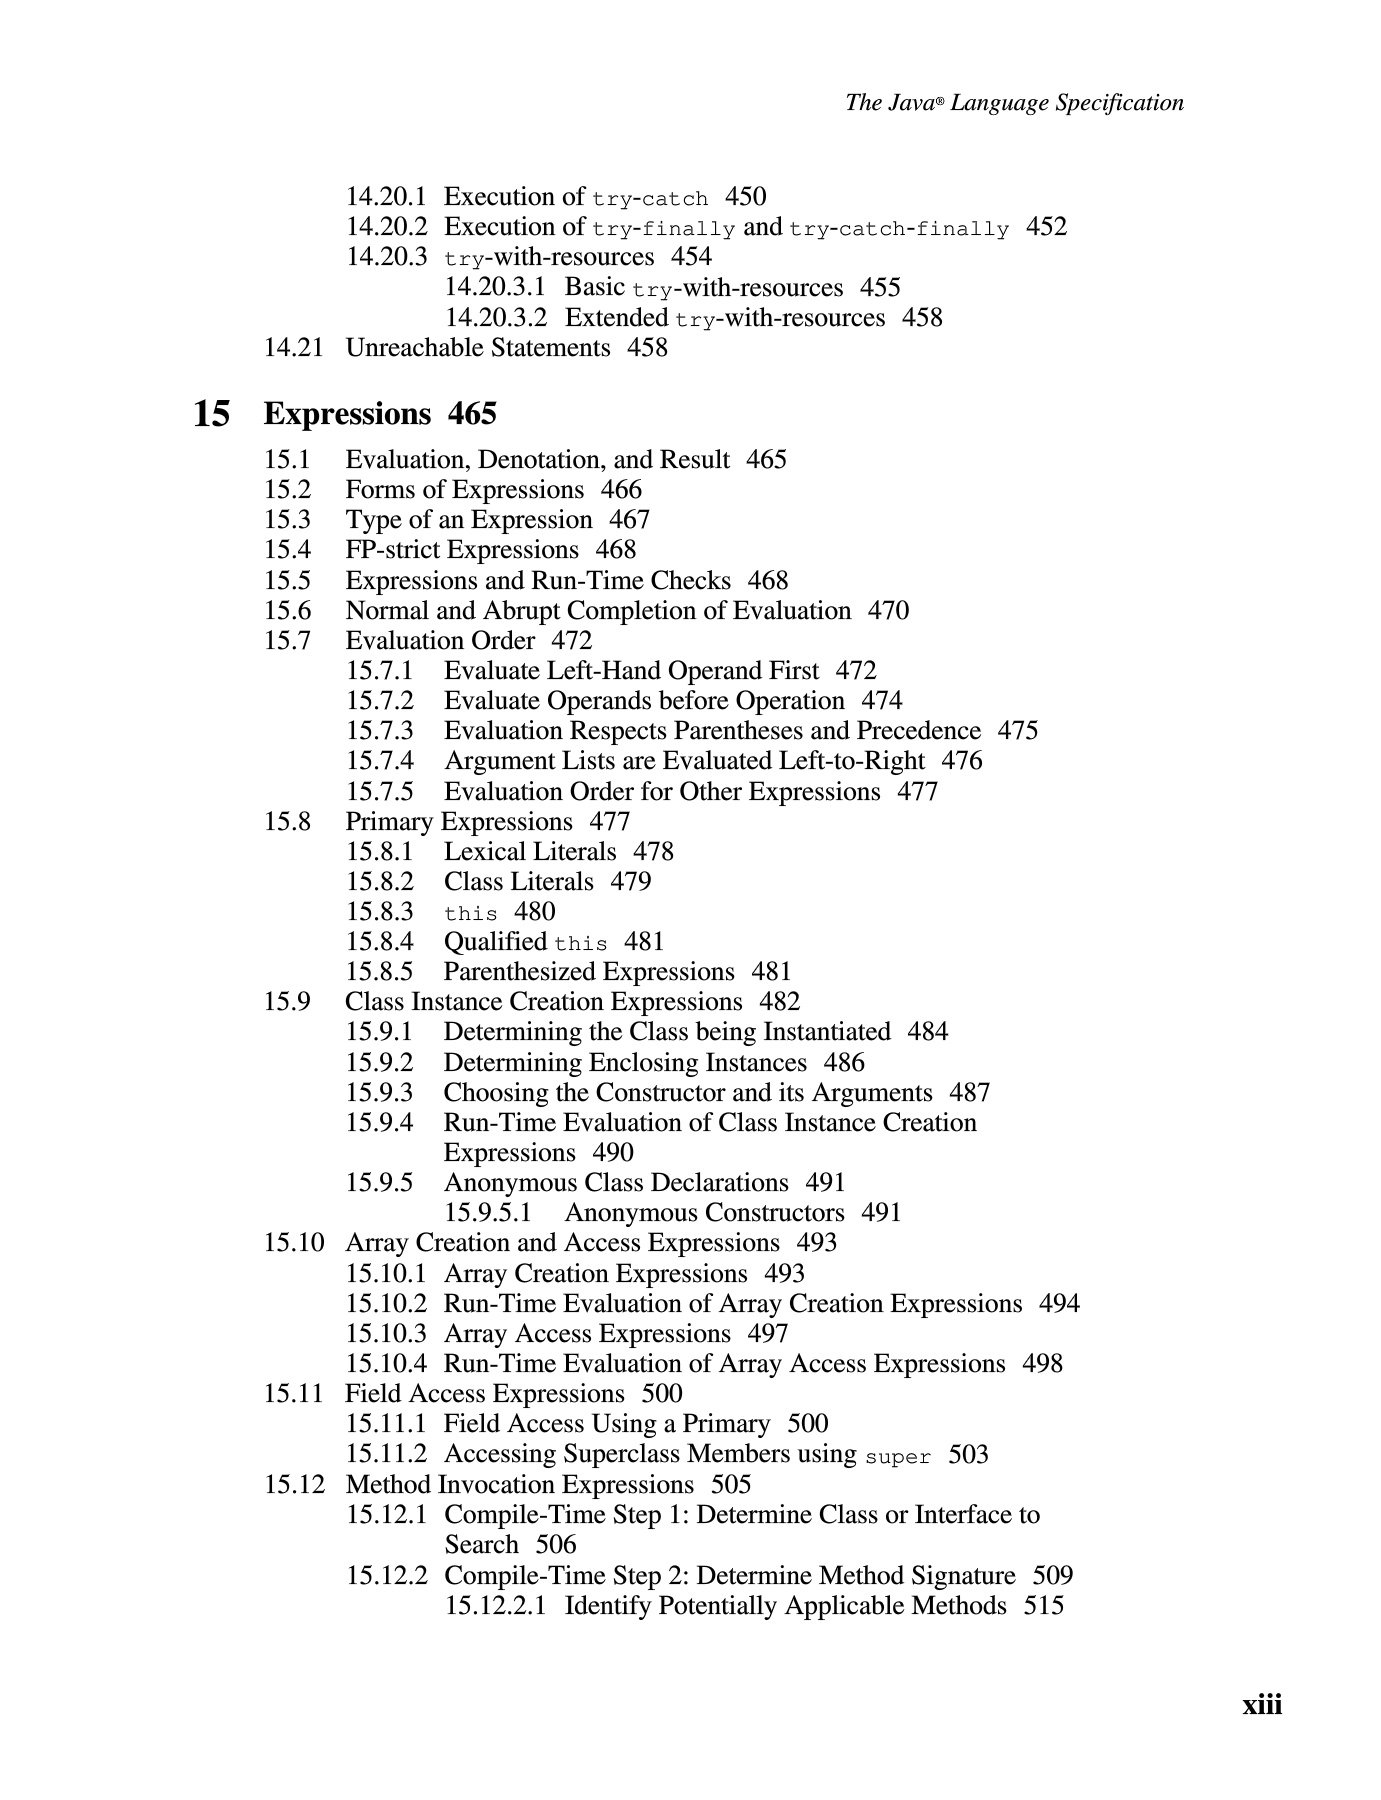 The Java® Language Specification
14.20.1 Execution of try-catch 450
14.20.2 Execution of try-finally and try-catch-finally 452
14.20.3 try-with-resources 454
14.20.3.1 Basic try-with-resources 455
14.20.3.2 Extended try-with-resources 458
14.21 Unreachable Statements 458
15 Expressions 465
15.1 Evaluation, Denotation, and Result 465
15.2 Forms of Expressions 466
15.3 Type of an Expression 467
15.4 FP-strict Expressions 468
15.5 Expressions and Run-Time Checks 468
15.6 Normal and Abrupt Completion of Evaluation 470
15.7 Evaluation Order 472
15.7.1 Evaluate Left-Hand Operand First 472
15.7.2 Evaluate Operands before Operation 474
15.7.3 Evaluation Respects Parentheses and Precedence 475
15.7.4 Argument Lists are Evaluated Left-to-Right 476
15.7.5 Evaluation Order for Other Expressions 477
15.8 Primary Expressions 477
15.8.1 Lexical Literals 478
15.8.2 Class Literals 479
15.8.3 this 480
15.8.4 Qualified this 481
15.8.5 Parenthesized Expressions 481
15.9 Class Instance Creation Expressions 482
15.9.1 Determining the Class being Instantiated 484
15.9.2 Determining Enclosing Instances 486
15.9.3 Choosing the Constructor and its Arguments 487
15.9.4 Run-Time Evaluation of Class Instance Creation
Expressions 490
15.9.5 Anonymous Class Declarations 491
15.9.5.1 Anonymous Constructors 491
15.10 Array Creation and Access Expressions 493
15.10.1 Array Creation Expressions 493
15.10.2 Run-Time Evaluation of Array Creation Expressions 494
15.10.3 Array Access Expressions 497
15.10.4 Run-Time Evaluation of Array Access Expressions 498
15.11 Field Access Expressions 500
15.11.1 Field Access Using a Primary 500
15.11.2 Accessing Superclass Members using super 503
15.12 Method Invocation Expressions 505
15.12.1 Compile-Time Step 1: Determine Class or Interface to
Search 506
15.12.2 Compile-Time Step 2: Determine Method Signature 509
15.12.2.1 Identify Potentially Applicable Methods 515
xiii